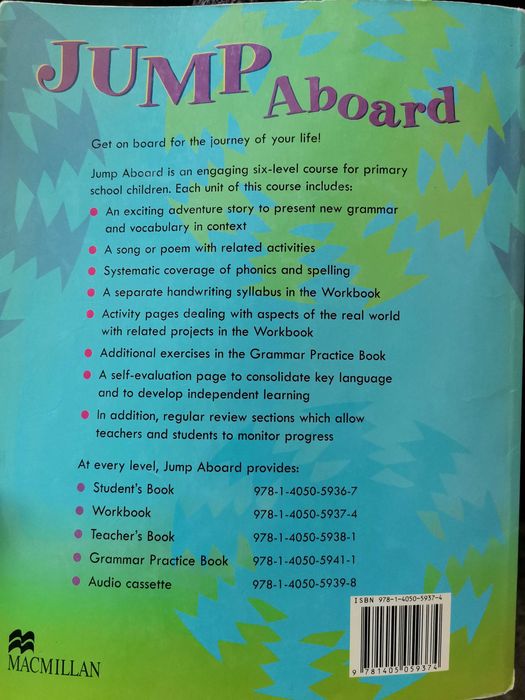 JUMP Aboard
Get on board for the journey of your life!
Jump Aboard is an engaging six-level course for primary
school children. Each unit of this course includes:
• An exciting adventure story to present new grammar
and vocabulary in context
• A song or poem with related activities
• Systematic coverage of phonics and spelling
• A separate handwriting syllabus in the Workbook
• Activity pages dealing with aspects of the real world
with related projects in the Workbook
• Additional exercises in the Grammar Practice Book
• A self-evaluation page to consolidate key language
and to develop independent learning
• In addition, regular review sections which allow
teachers and students to monitor progress
At every level, Jump Aboard provides:
• Student's Book 978-1-4050-5936-7
• Workbook 978-1-4050-5937-4
• Teacher's Book 978-1-4050-5938-1
• Grammar Practice Book 978-1-4050-5941-1
• Audio cassette 978-1-4050-5939-8
ISBN 978-1-4050-5937-4
9 781405 059374
MACMILLAN